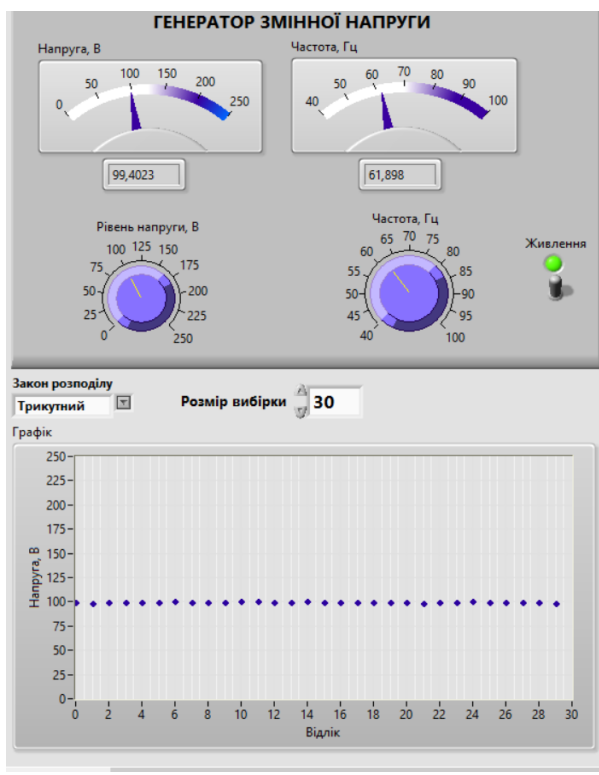 ГЕНЕРАТОР ЗМІННОЇ НАПРУГИ
Напруга, В
Частота, Гц
0 50 100 150 200 250
40 50 60 70 80 90 100
99,4023
61,898
Рівень напруги, В
Частота, Гц
0 25 50 75 100 125 150 175 200 225 250
40 45 50 55 60 65 70 75 80 85 90 95 100
Живлення
Закон розподілу
Трикутний
Розмір вибірки 30
Графік
Напруга, В
250
225
200
175
150
125
100
75
50
25
0
0 2 4 6 8 10 12 14 16 18 20 22 24 26 28 30
Відлік